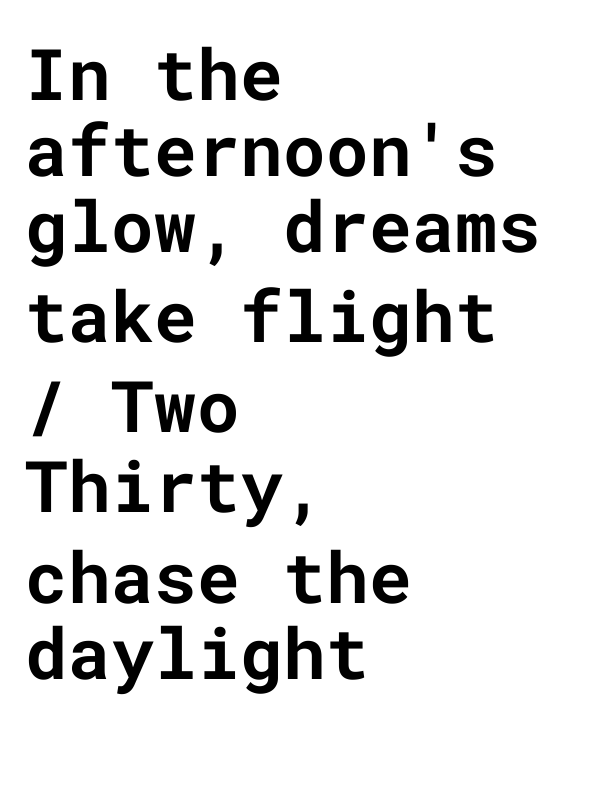 In the
afternoon's
glow, dreams
take flight
/ Two
Thirty,
chase the
daylight